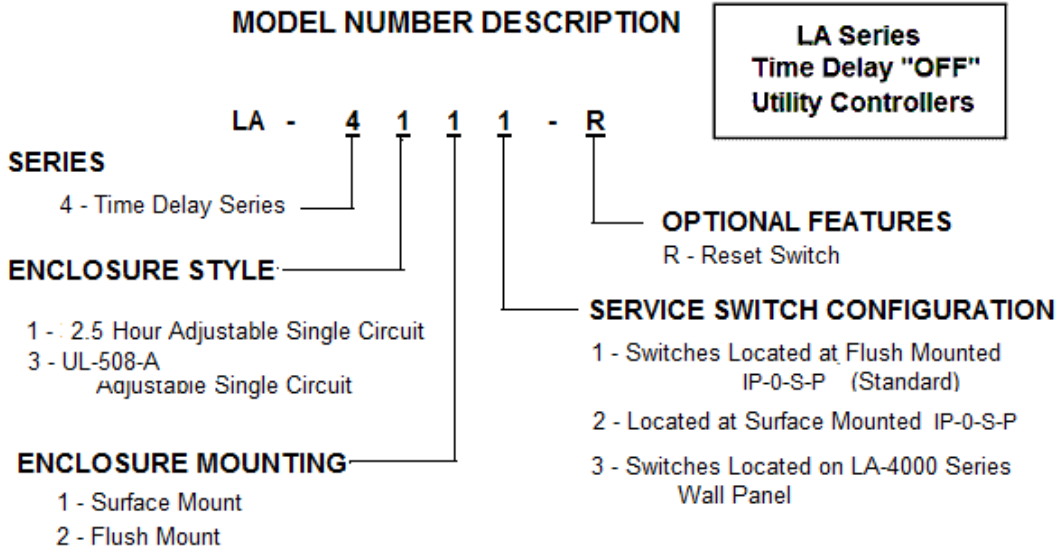 MODEL NUMBER DESCRIPTION
LA Series
Time Delay "OFF"
Utility Controllers
LA - 4 1 1 1 - R
SERIES
4 - Time Delay Series
OPTIONAL FEATURES
R - Reset Switch
ENCLOSURE STYLE
1 - 2.5 Hour Adjustable Single Circuit
3 - UL-508-A
Adjustable Single Circuit
SERVICE SWITCH CONFIGURATION
1 - Switches Located at Flush Mounted
IP-0-S-P (Standard)
2 - Located at Surface Mounted IP-0-S-P
3 - Switches Located on LA-4000 Series
Wall Panel
ENCLOSURE MOUNTING
1 - Surface Mount
2 - Flush Mount